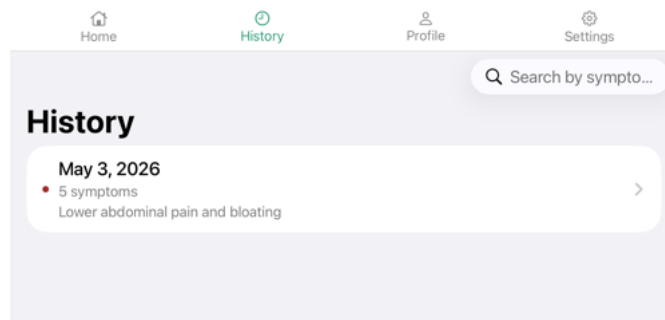 Home
History
Profile
Settings
Search by sympto...
History
May 3, 2026
5 symptoms
Lower abdominal pain and bloating